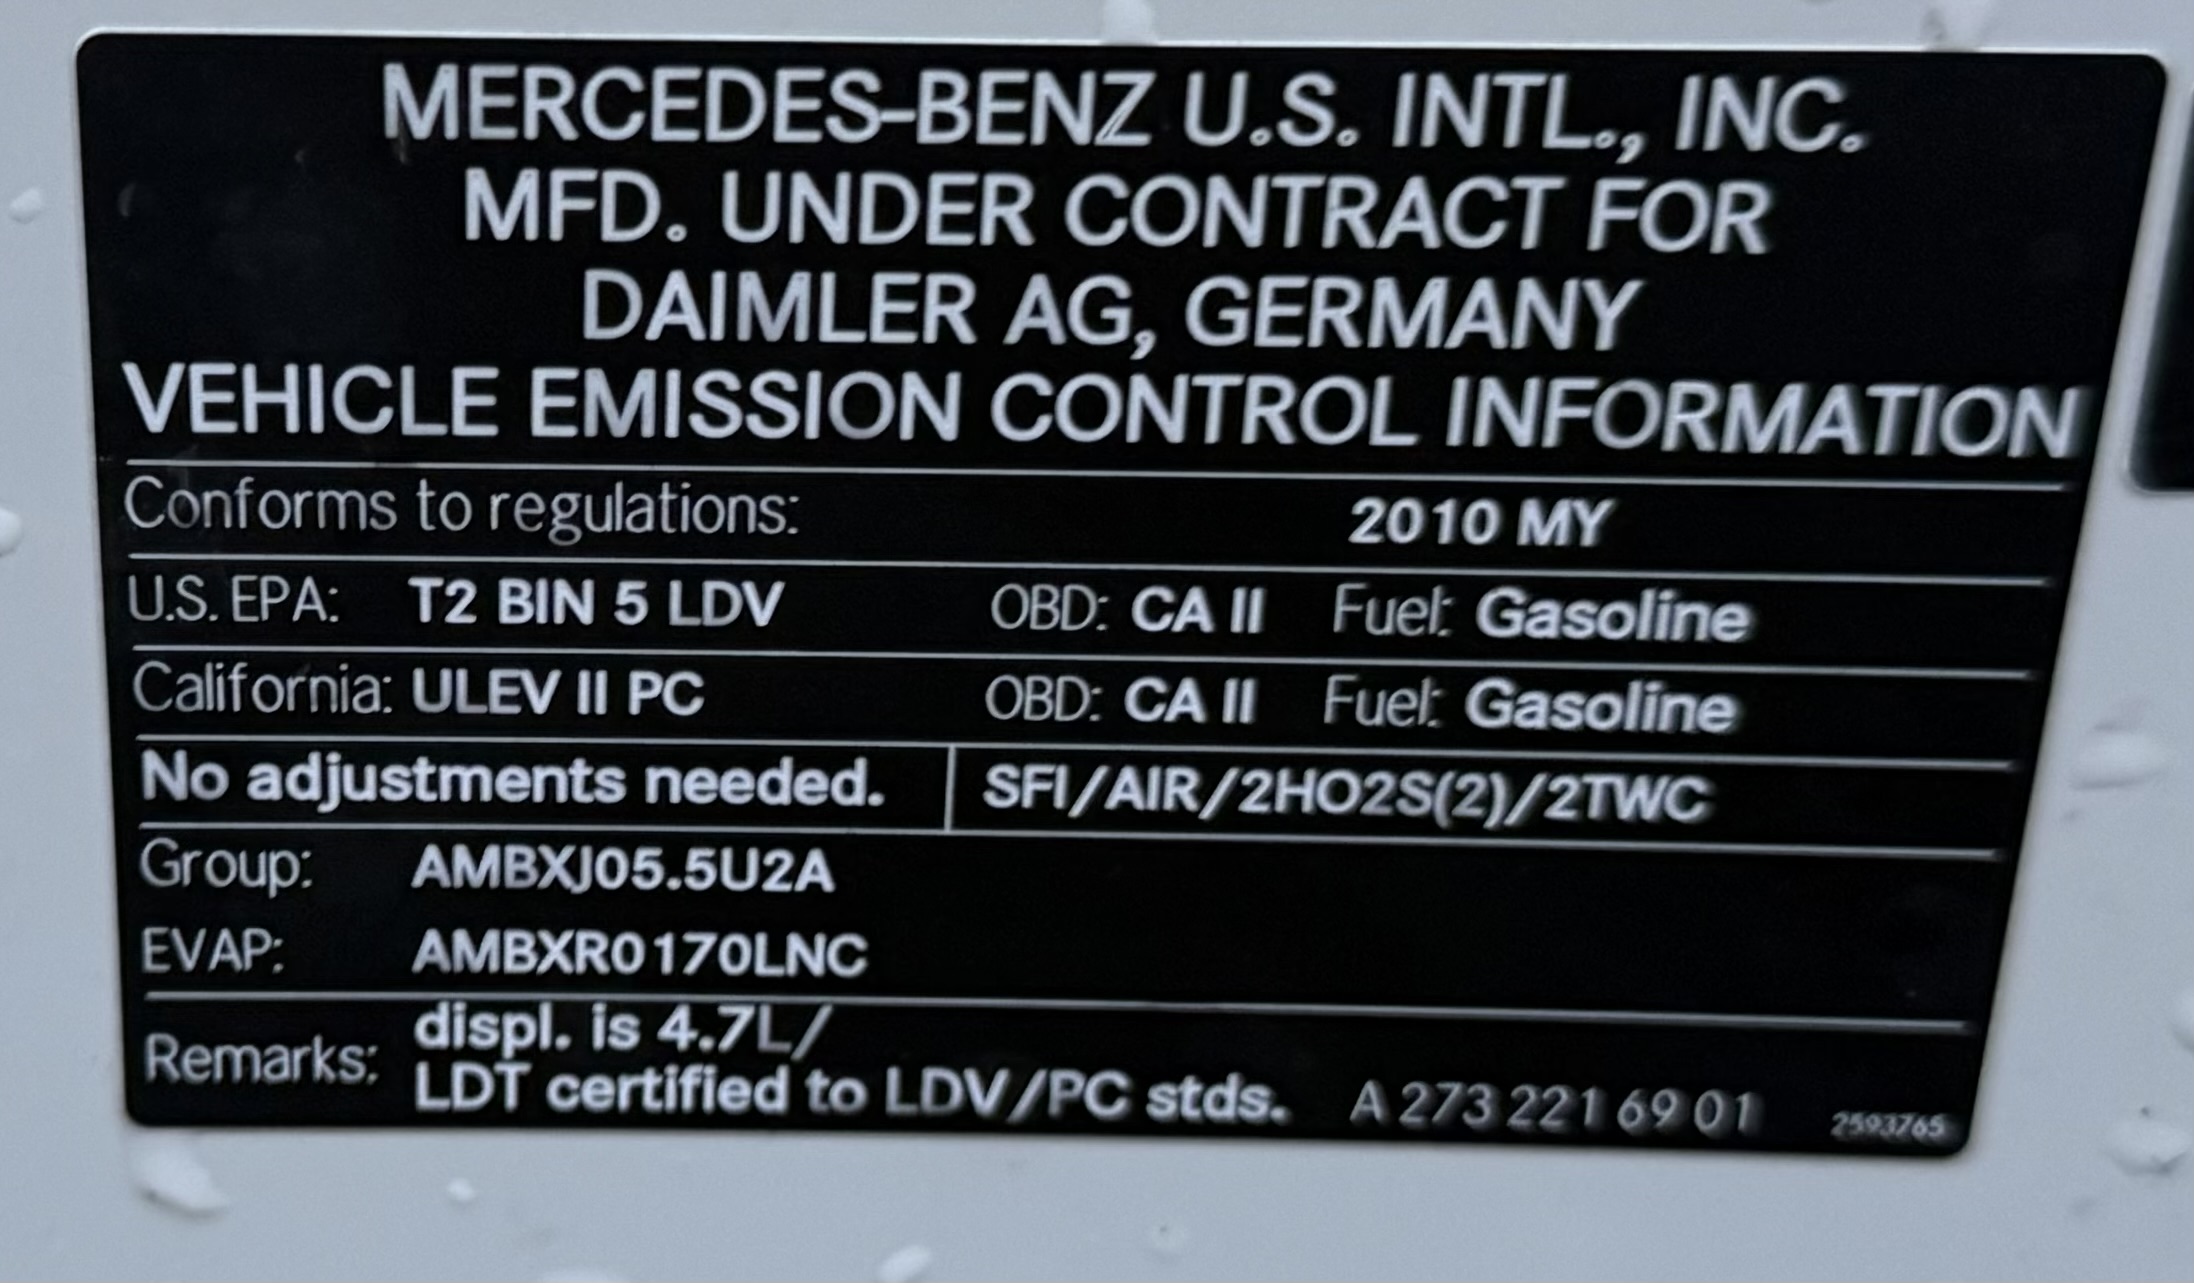 MERCEDES-BENZ U.S. INTL., INC.
MFD. UNDER CONTRACT FOR
DAIMLER AG, GERMANY
VEHICLE EMISSION CONTROL INFORMATION
Conforms to regulations: 2010 MY
U.S. EPA: T2 BIN 5 LDV OBD: CA II Fuel: Gasoline
California: ULEV II PC OBD: CA II Fuel: Gasoline
No adjustments needed. SFI/AIR/2HO2S(2)/2TWC
Group: AMBXJ05.5U2A
EVAP: AMBXR0170LNC
Remarks: displ. is 4.7L/
LDT certified to LDV/PC stds. A 273 221 69 01 2593765